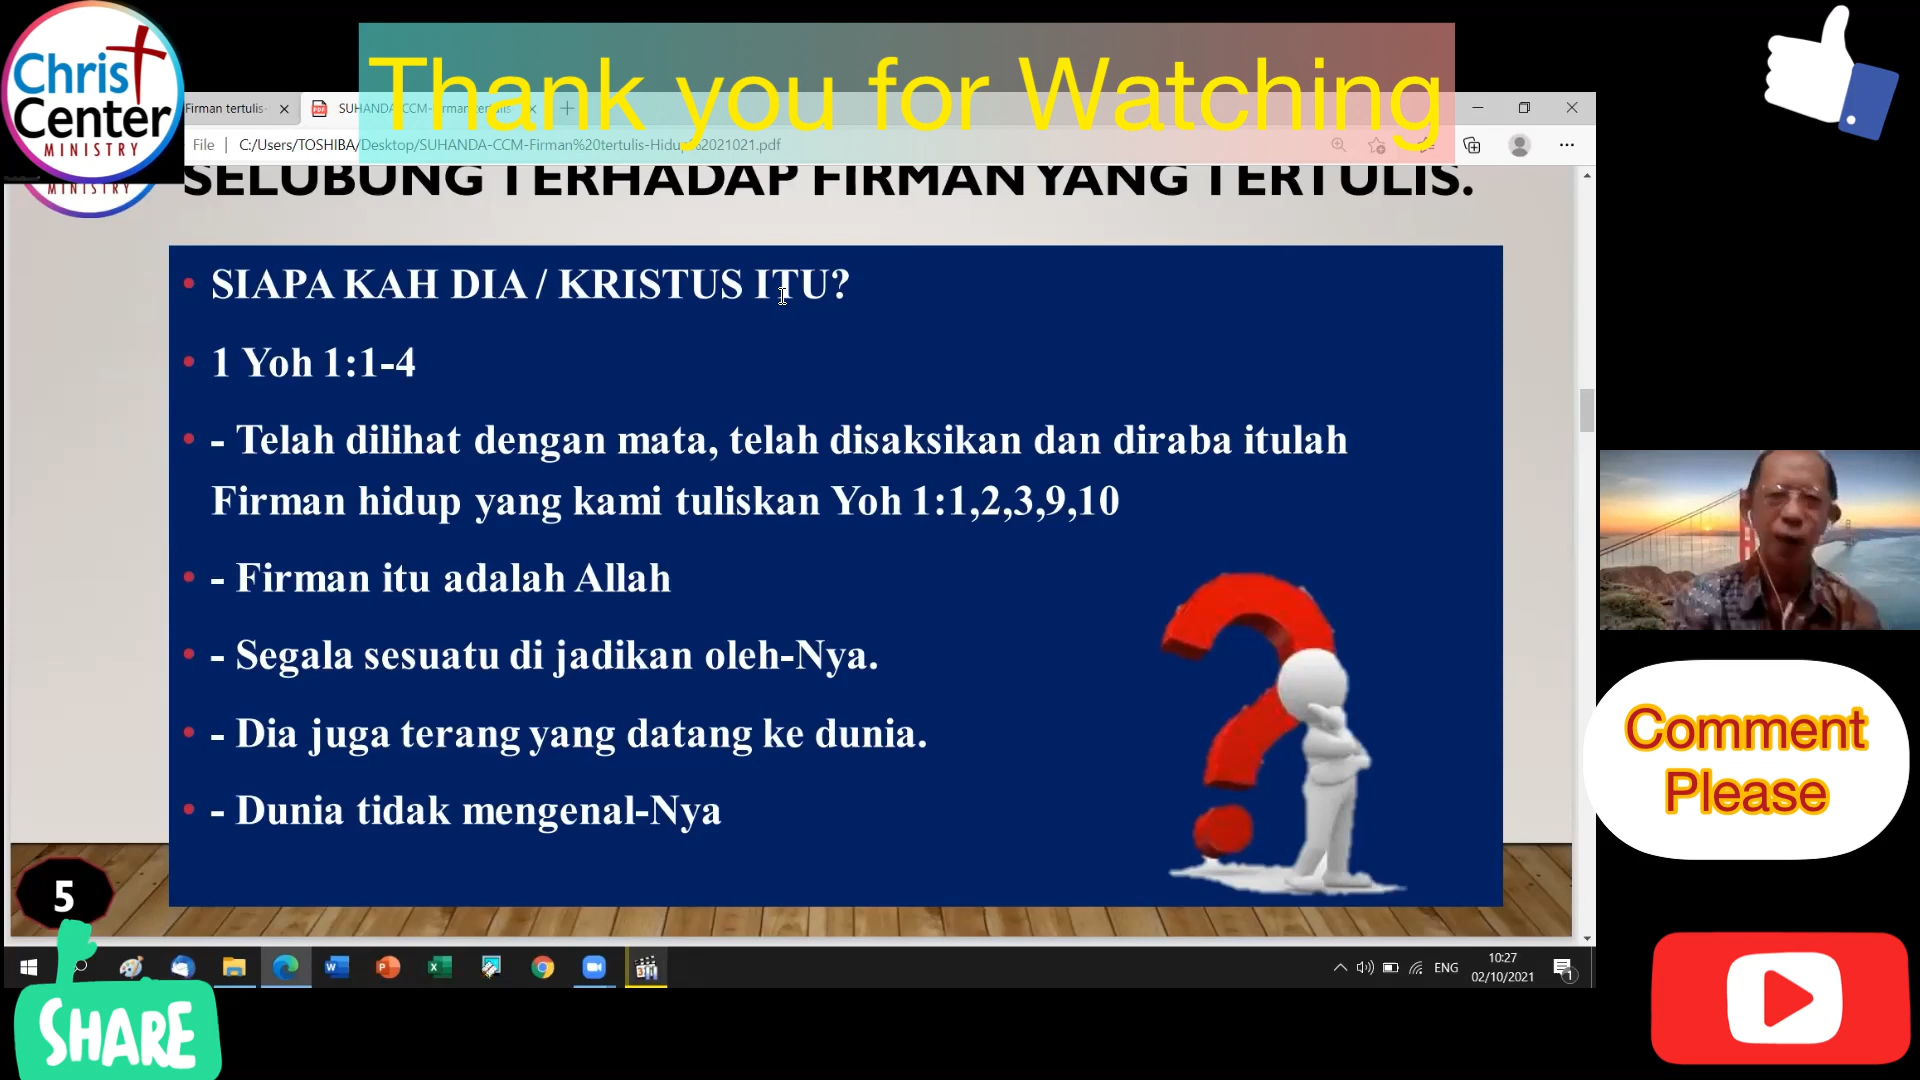 Thank you for Watching
Christ
Center
MINISTRY
MINISTRY
Firman tertulis-
SUHANDA-CCM-Firman tertulis
File
C:/Users/TOSHIBA/Desktop/SUHANDA-CCM-Firman%20tertulis-Hidup%2021021.pdf
SELUBUNG TERHADAP FIRMAN YANG TERTULIS.
• SIAPA KAH DIA / KRISTUS ITU?
• 1 Yoh 1:1-4
• - Telah dilihat dengan mata, telah disaksikan dan diraba itulah
Firman hidup yang kami tuliskan Yoh 1:1,2,3,9,10
• - Firman itu adalah Allah
• - Segala sesuatu di jadikan oleh-Nya.
• - Dia juga terang yang datang ke dunia.
• - Dunia tidak mengenal-Nya
5
Comment
Please
ENG
10:27
02/10/2021
1
SHARE